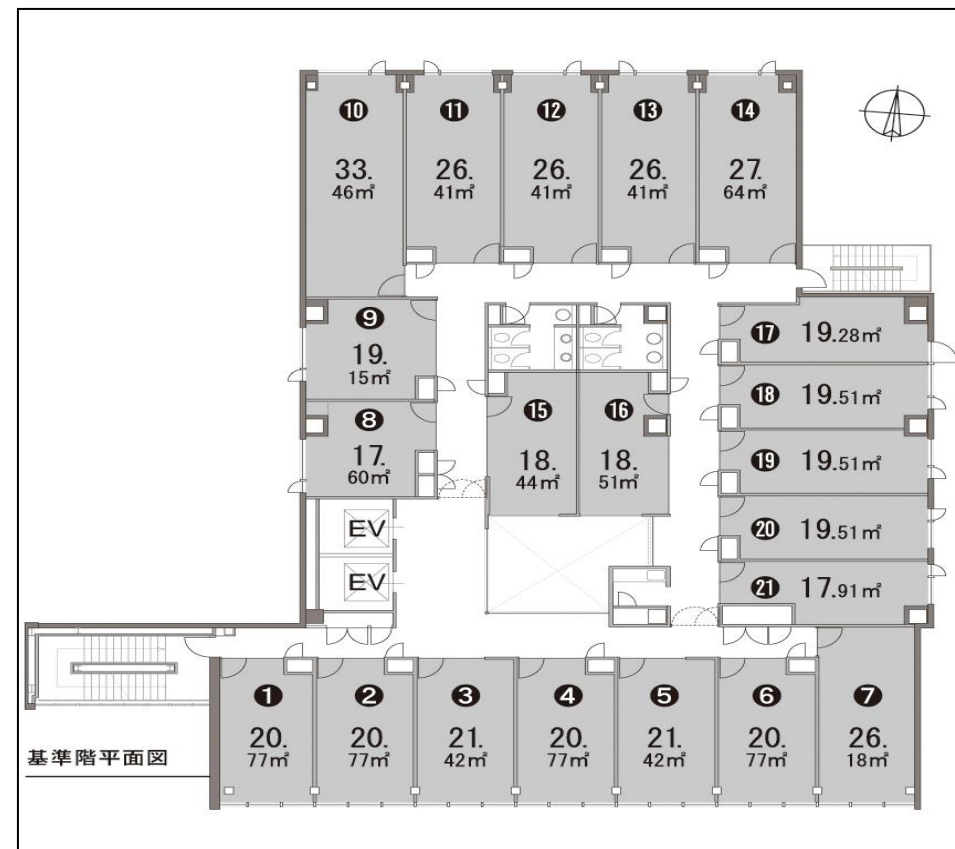 ❿ ⓫ ⓬ ⓭ ⓮
33. 26. 26. 26. 27.
46㎡ 41㎡ 41㎡ 41㎡ 64㎡
❾
19.
15㎡
⓱ 19.28㎡
❽
17.
60㎡
⓲ 19.51㎡
⓯ ⓰
18. 18.
44㎡ 51㎡
⓳ 19.51㎡
EV
⓴ 19.51㎡
EV
㉑ 17.91㎡
❶ ❷ ❸ ❹ ❺ ❻ ❼
20. 20. 21. 20. 21. 20. 26.
77㎡ 77㎡ 42㎡ 77㎡ 42㎡ 77㎡ 18㎡
基準階平面図